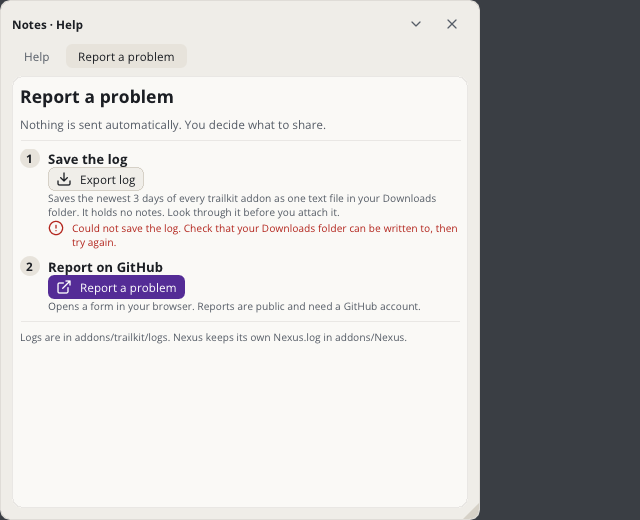 Notes · Help
Help
Report a problem
Report a problem
Nothing is sent automatically. You decide what to share.
1
Save the log
Export log
Saves the newest 3 days of every trailkit addon as one text file in your Downloads
folder. It holds no notes. Look through it before you attach it.
Could not save the log. Check that your Downloads folder can be written to, then
try again.
2
Report on GitHub
Report a problem
Opens a form in your browser. Reports are public and need a GitHub account.
Logs are in addons/trailkit/logs. Nexus keeps its own Nexus.log in addons/Nexus.